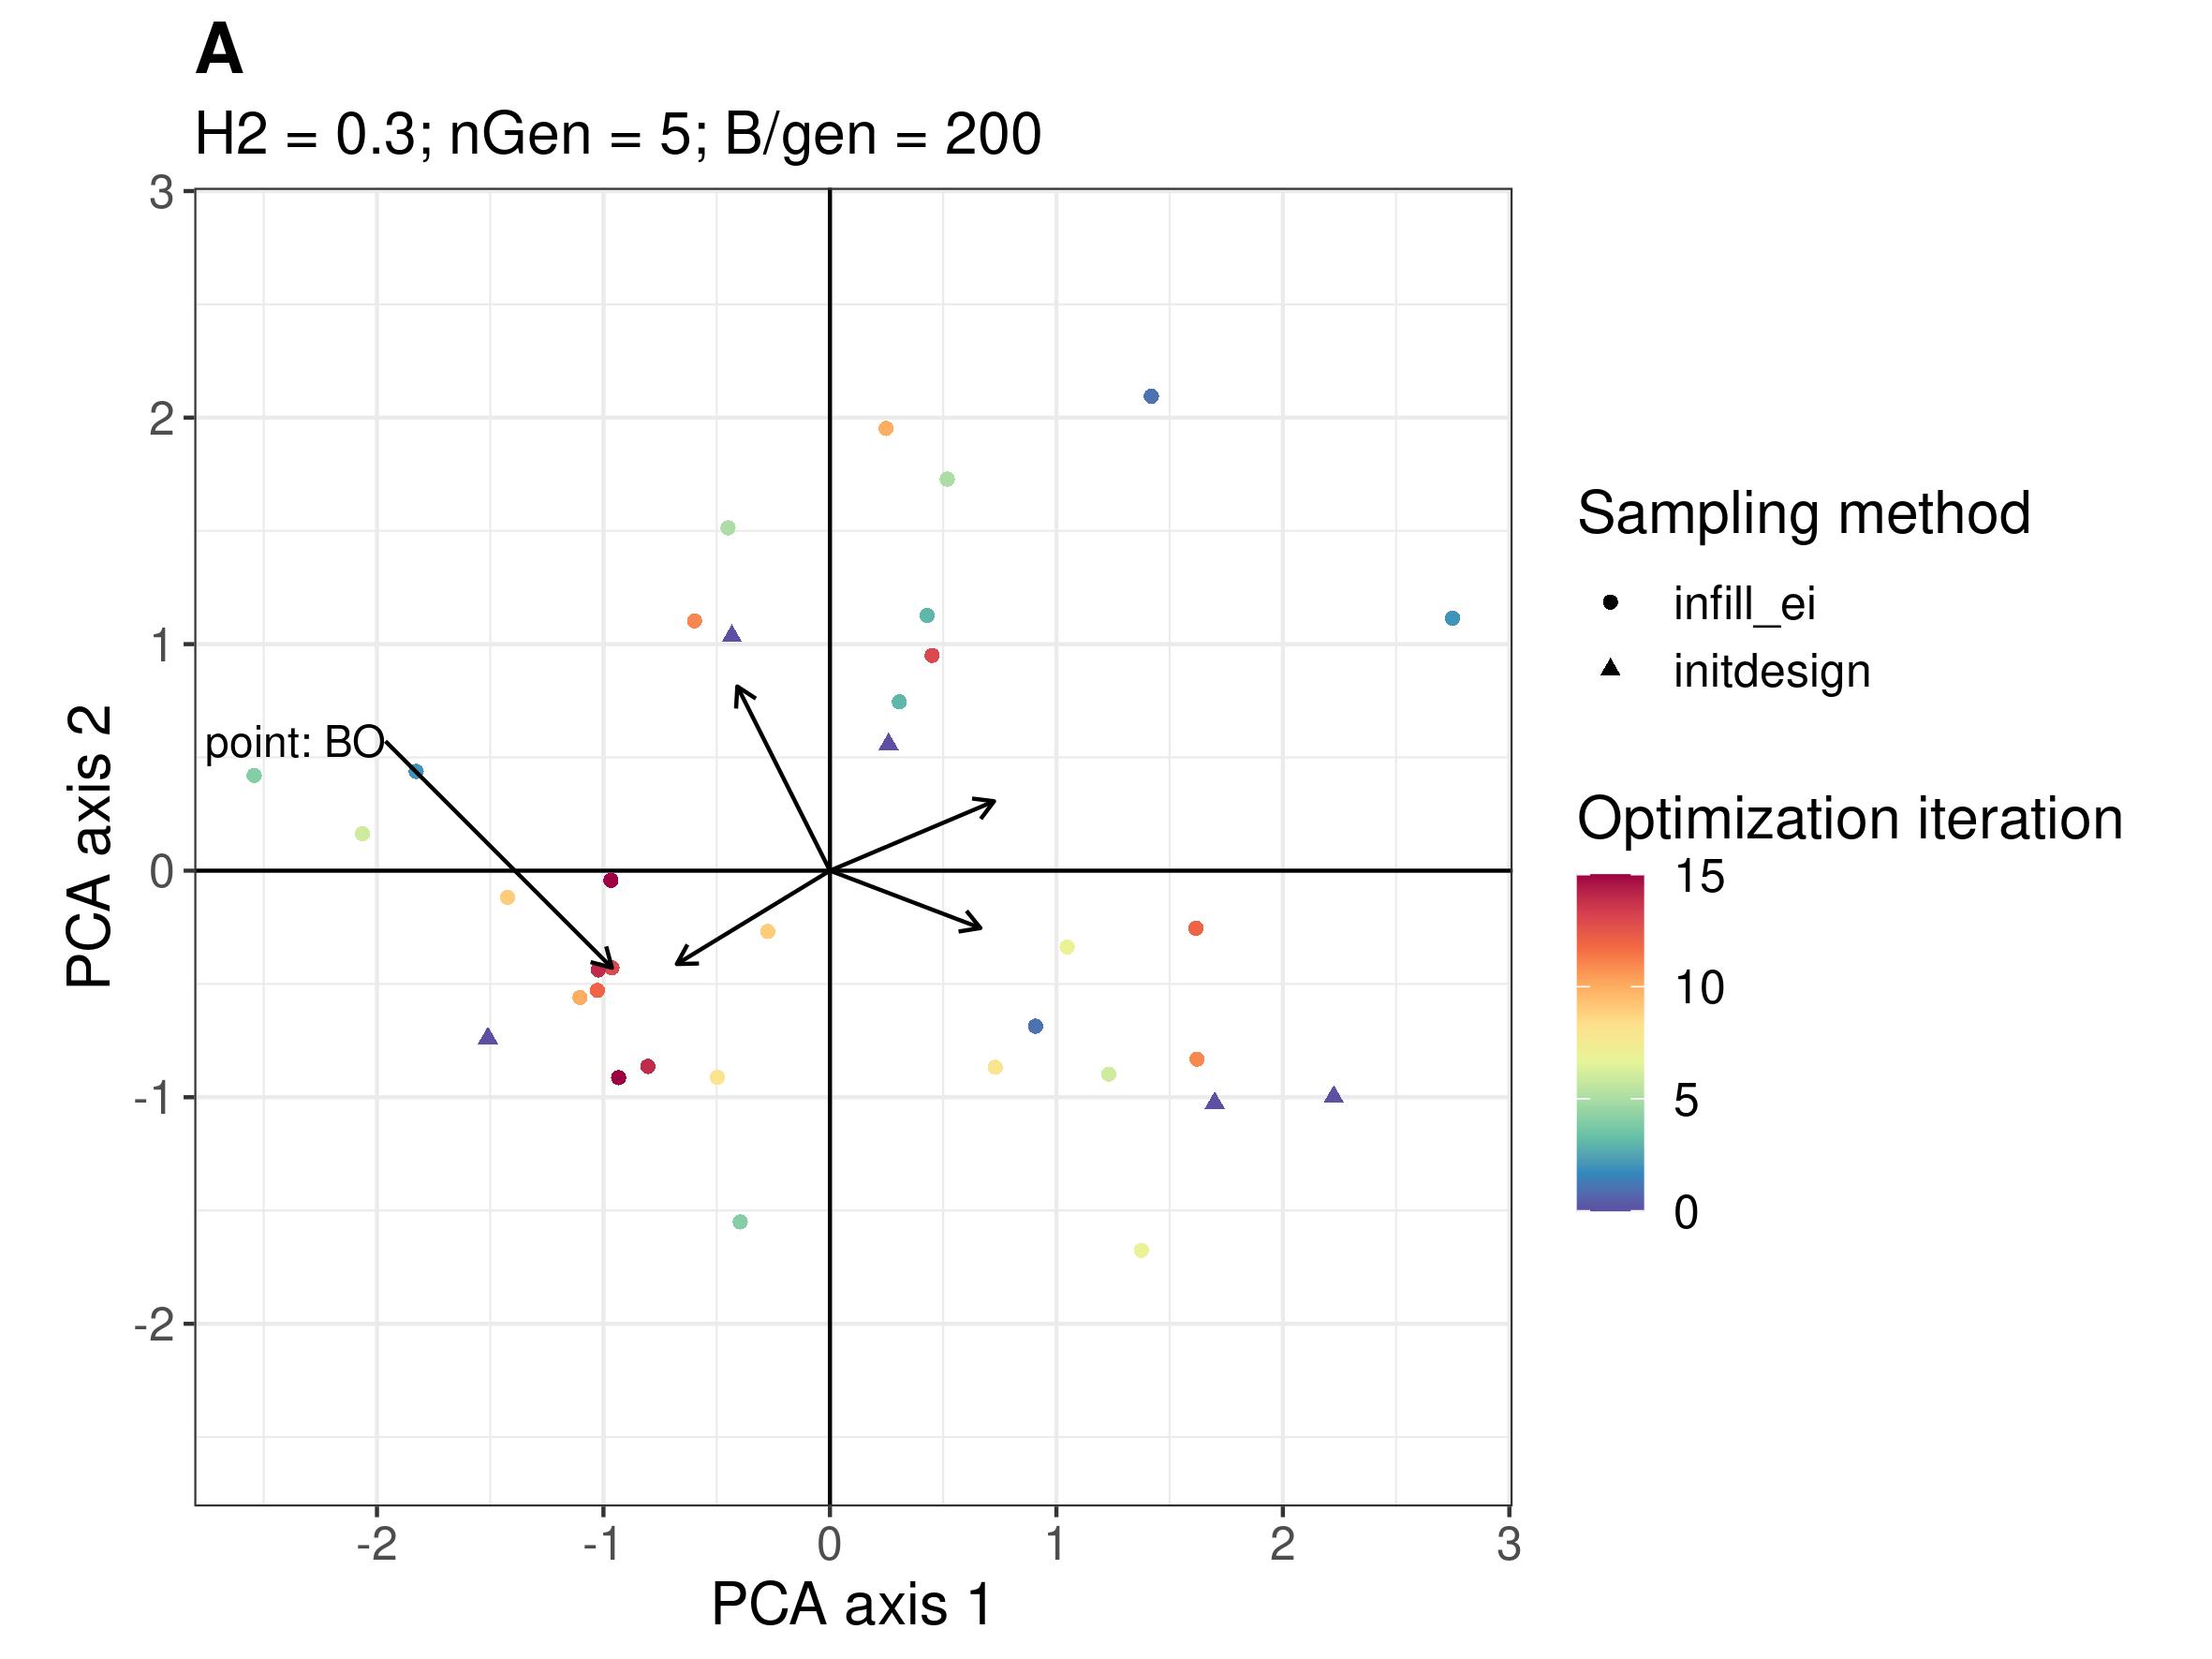 A
H2 = 0.3; nGen = 5; B/gen = 200
3
2
1
0
-1
-2
PCA axis 2
point: BO
-2
-1
0
1
2
3
PCA axis 1
Sampling method
infill_ei
initdesign
Optimization iteration
15
10
5
0